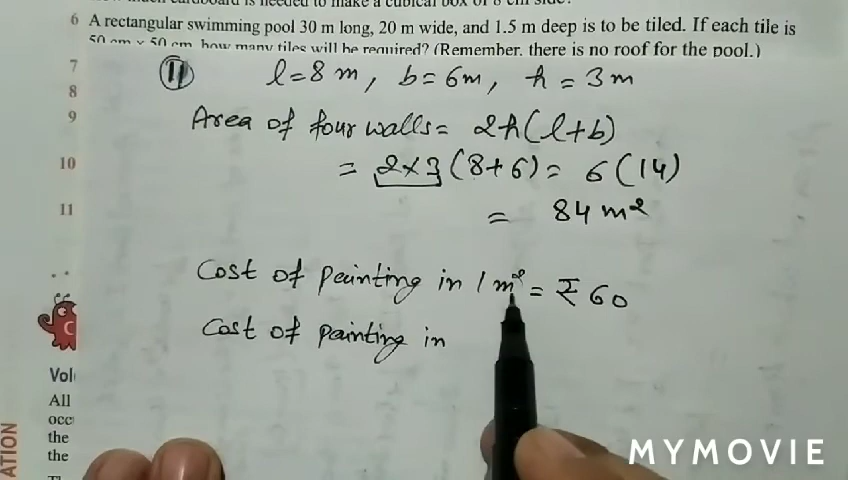 6 A rectangular swimming pool 30 m long, 20 m wide, and 1.5 m deep is to be tiled. If each tile is
50 cm × 50 cm, how many tiles will be required? (Remember, there is no roof for the pool.)
7
8
9
10
11
11 l=8 m, b=6m, h=3m
Area of four walls= 2h(l+b)
= 2×3(8+6)= 6(14)
= 84 m²
Cost of painting in 1 m²= ₹ 60
Cost of painting in
C
Vol
All
occ
the
the
ATION
MYMOVIE